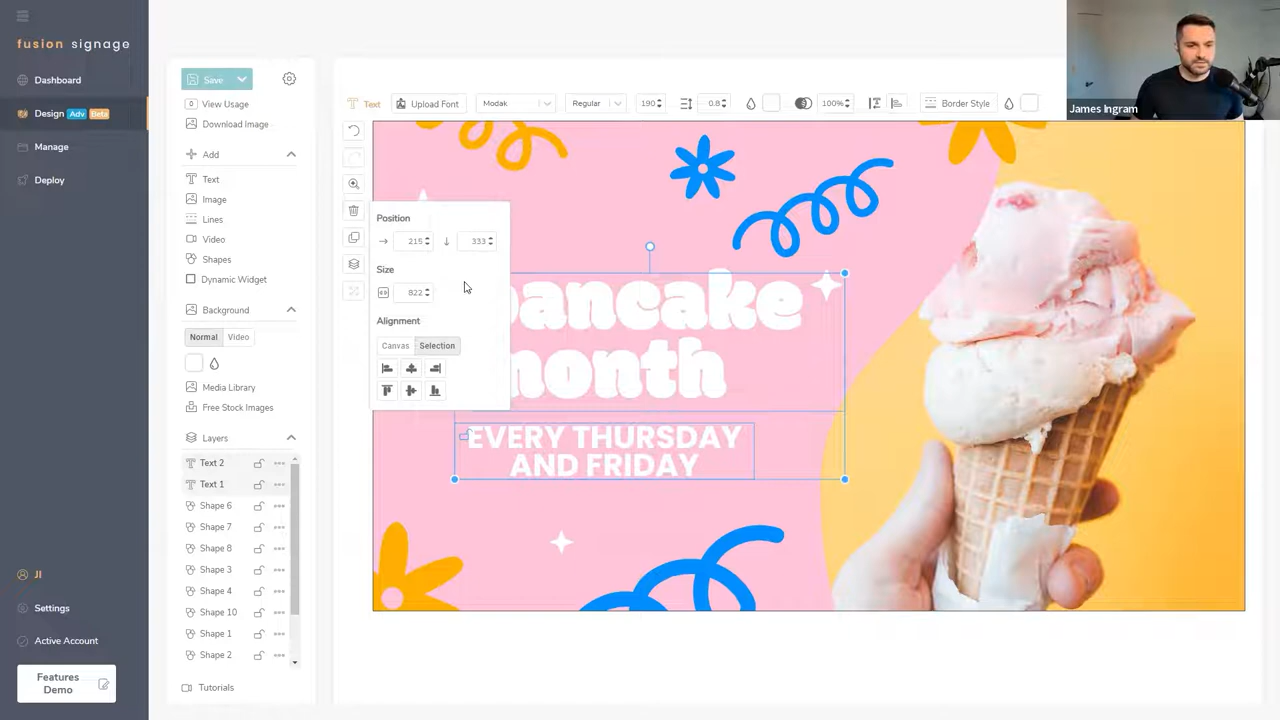 fusion signage
Dashboard
Design Adv Beta
Manage
Deploy
JI
Settings
Active Account
Features
Demo
Save
View Usage
Download Image
Add
Text
Image
Lines
Video
Shapes
Dynamic Widget
Background
Normal Video
Media Library
Free Stock Images
Layers
Text 2
Text 1
Shape 6
Shape 7
Shape 8
Shape 3
Shape 4
Shape 10
Shape 1
Shape 2
Tutorials
Text Upload Font Modak Regular 190 0.8 100% Border Style
Position
215 333
Size
822
Alignment
Canvas Selection
pancake
month
EVERY THURSDAY
AND FRIDAY
James Ingram